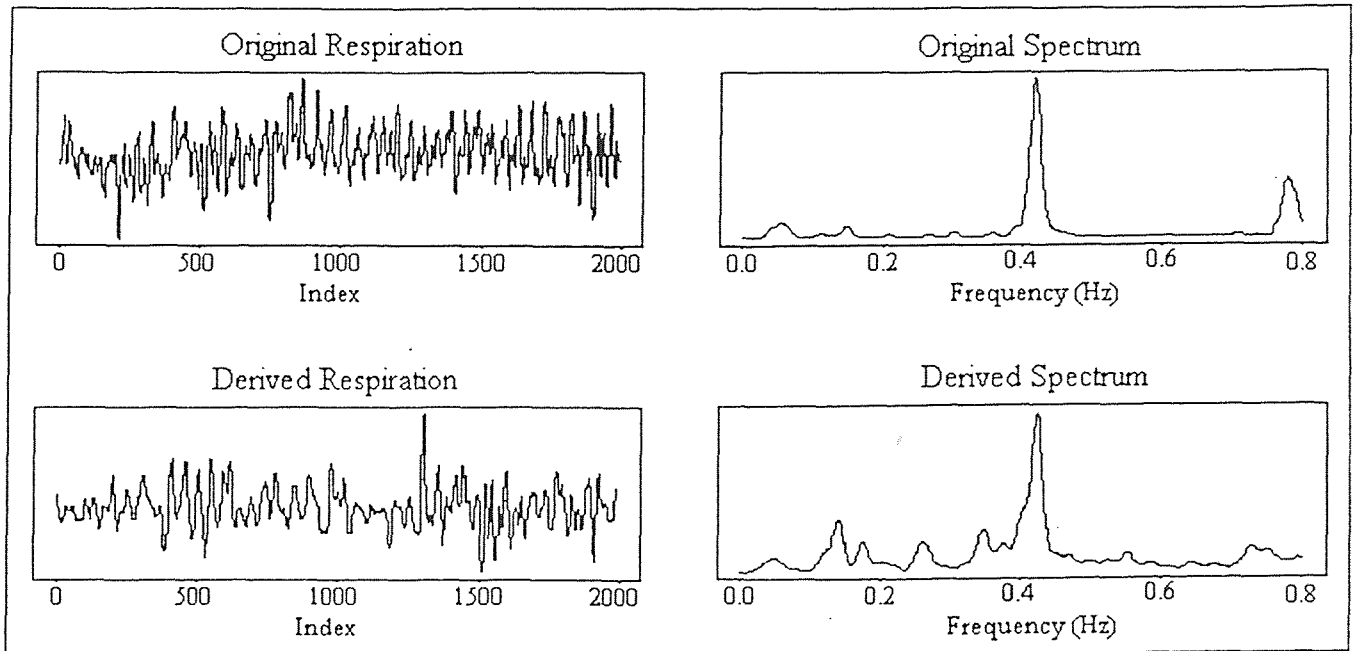 Original Respiration
0 500 1000 1500 2000
Index
Original Spectrum
0.0 0.2 0.4 0.6 0.8
Frequency (Hz)
Derived Respiration
0 500 1000 1500 2000
Index
Derived Spectrum
0.0 0.2 0.4 0.6 0.8
Frequency (Hz)